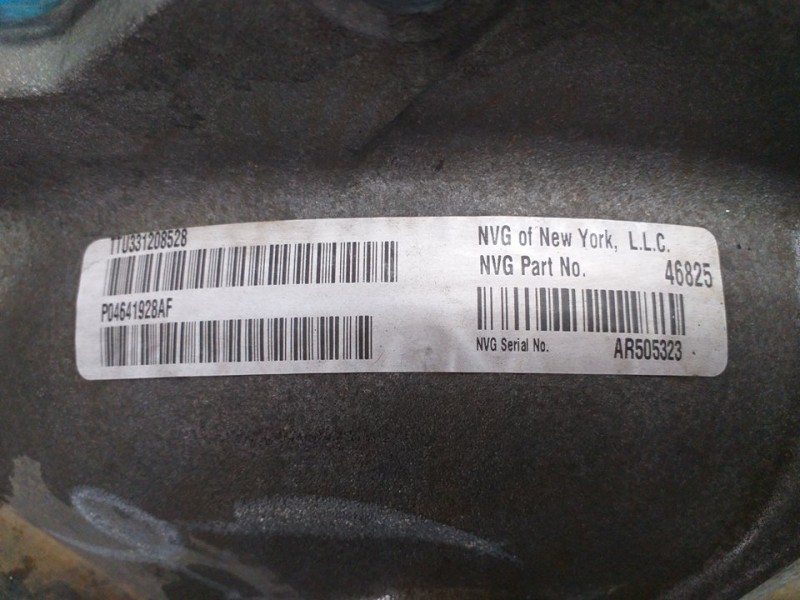 TTU331208528
P04641928AF
NVG of New York, L.L.C.
NVG Part No. 46825
NVG Serial No. AR505323